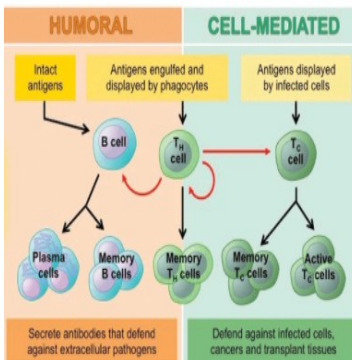 HUMORAL
CELL-MEDIATED
Intact
antigens
Antigens engulfed and
displayed by phagocytes
Antigens displayed
by infected cells
B cell
TH
cell
TC
cell
Plasma
cells
Memory
B cells
Memory
TH cells
Memory
TC cells
Active
TC cells
Secrete antibodies that defend
against extracellular pathogens
Defend against infected cells,
cancers and transplant tissues